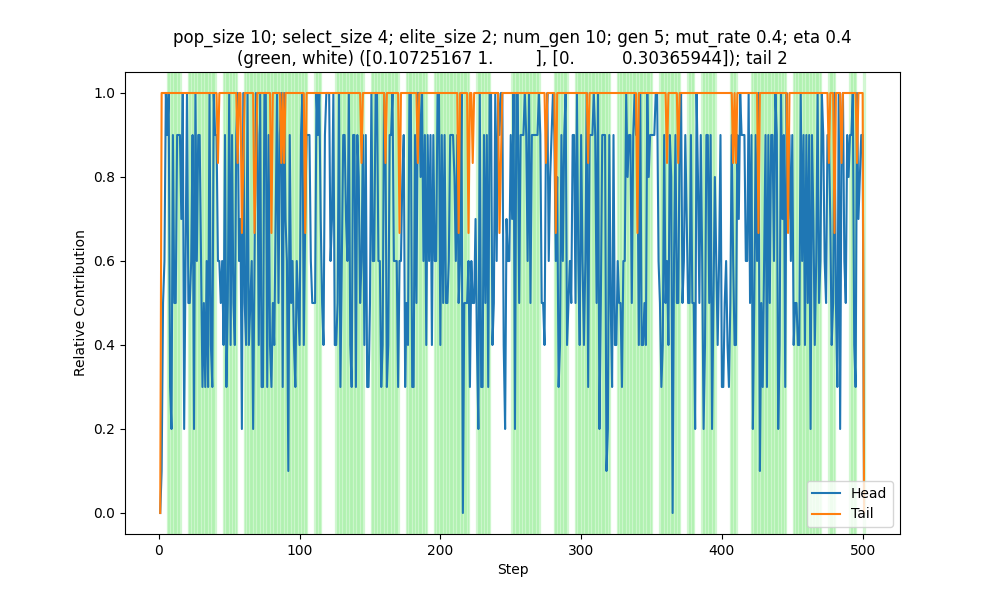 pop_size 10; select_size 4; elite_size 2; num_gen 10; gen 5; mut_rate 0.4; eta 0.4
(green, white) ([0.10725167 1.        ], [0.         0.30365944]); tail 2
1.0
0.8
0.6
0.4
0.2
0.0
Relative Contribution
0 100 200 300 400 500
Step
Head
Tail